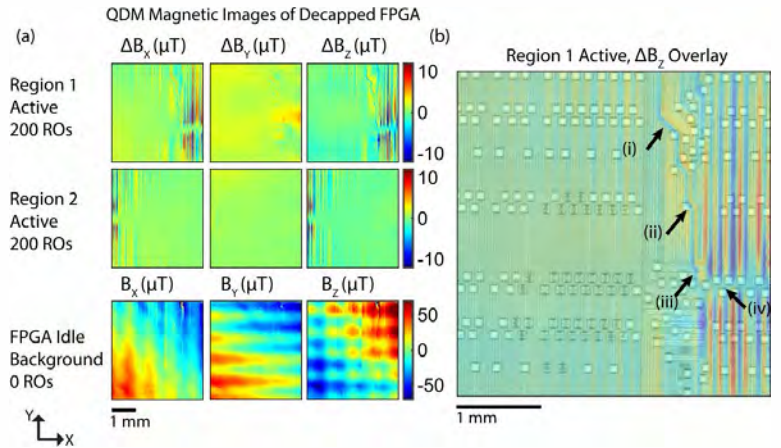 QDM Magnetic Images of Decapped FPGA
(a)
ΔB_X (μT) ΔB_Y (μT) ΔB_Z (μT)
Region 1
Active
200 ROs
10
0
-10
Region 2
Active
200 ROs
10
0
-10
B_X (μT) B_Y (μT) B_Z (μT)
FPGA Idle
Background
0 ROs
50
0
-50
Y
X
1 mm
(b)
Region 1 Active, ΔB_Z Overlay
(i)
(ii)
(iii)
(iv)
1 mm